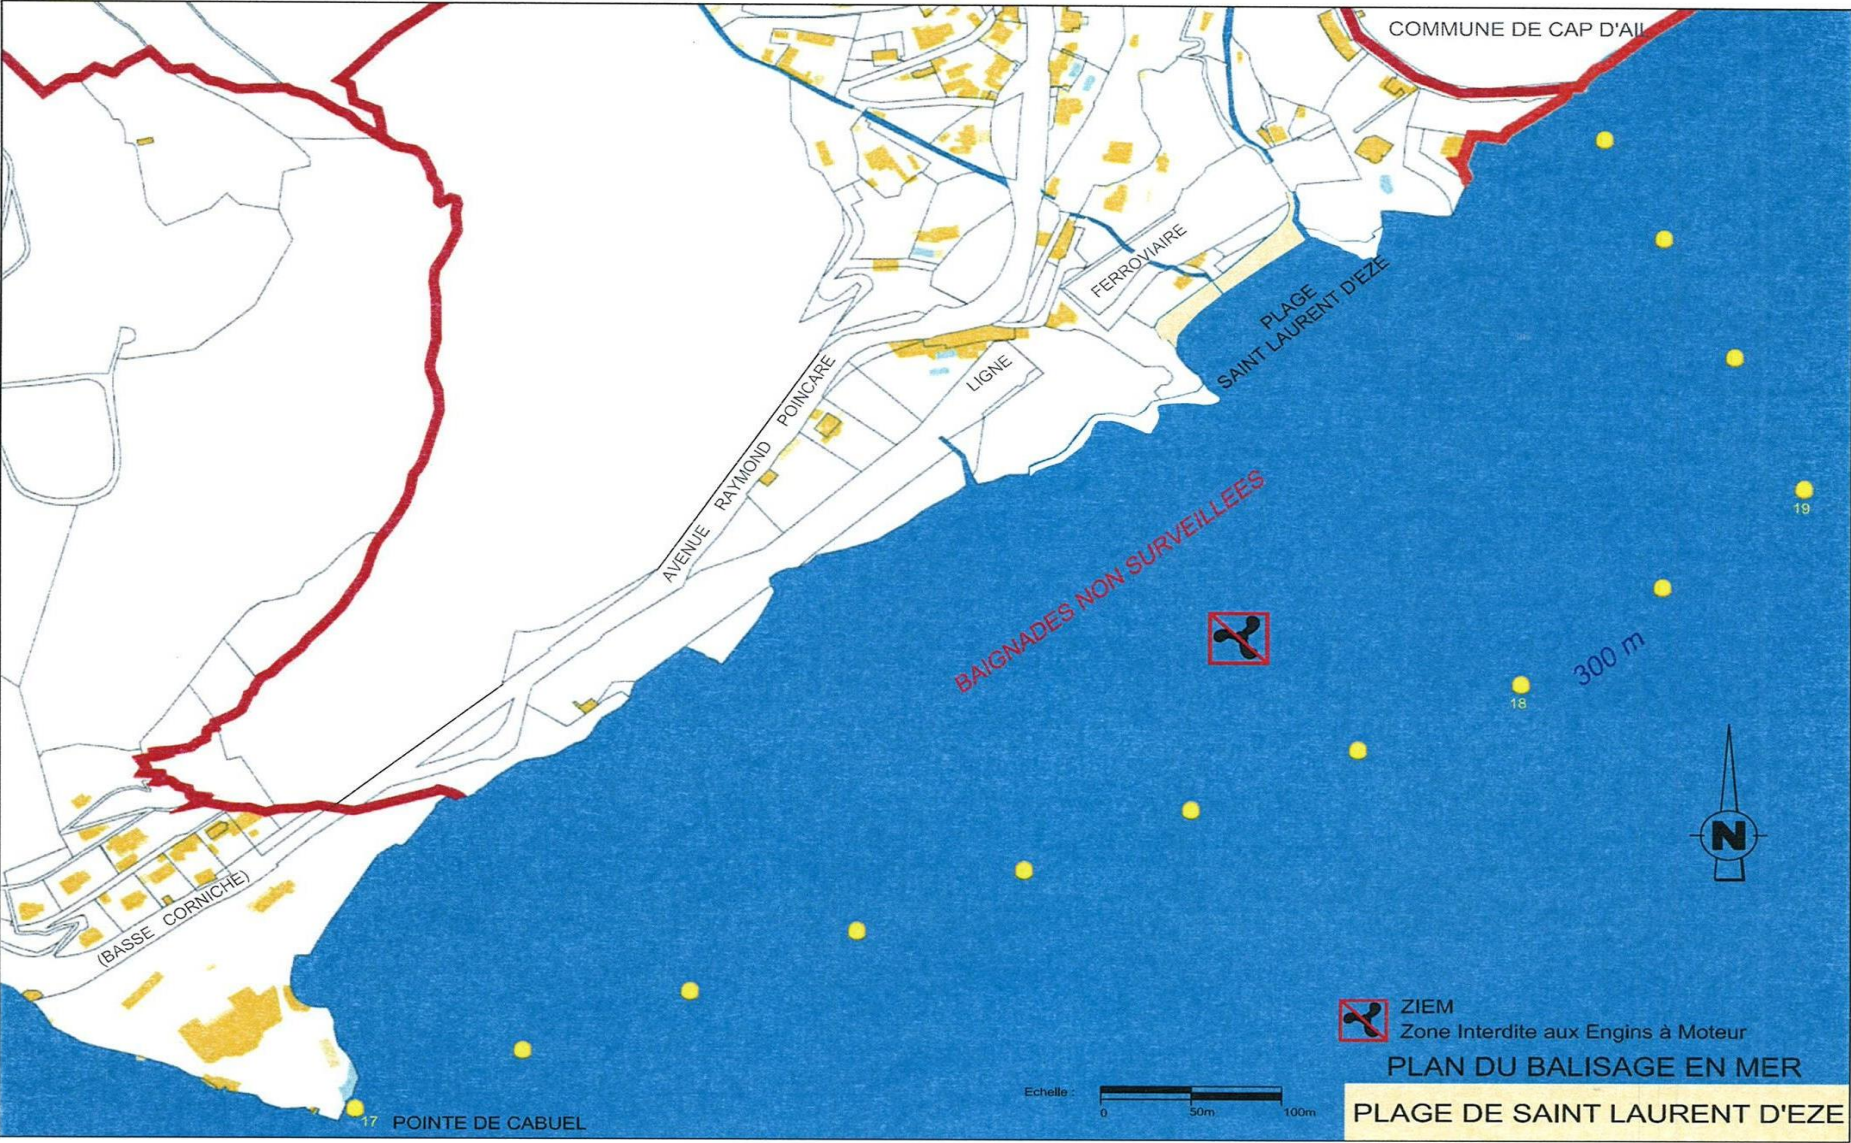 COMMUNE DE CAP D'AIL
FERROVIAIRE
PLAGE
SAINT LAURENT D'EZE
LIGNE
AVENUE RAYMOND POINCARE
BAIGNADES NON SURVEILLEES
19
300 m
18
N
(BASSE CORNICHE)
ZIEM
Zone Interdite aux Engins à Moteur
PLAN DU BALISAGE EN MER
Echelle :
0 50m 100m
PLAGE DE SAINT LAURENT D'EZE
17
POINTE DE CABUEL